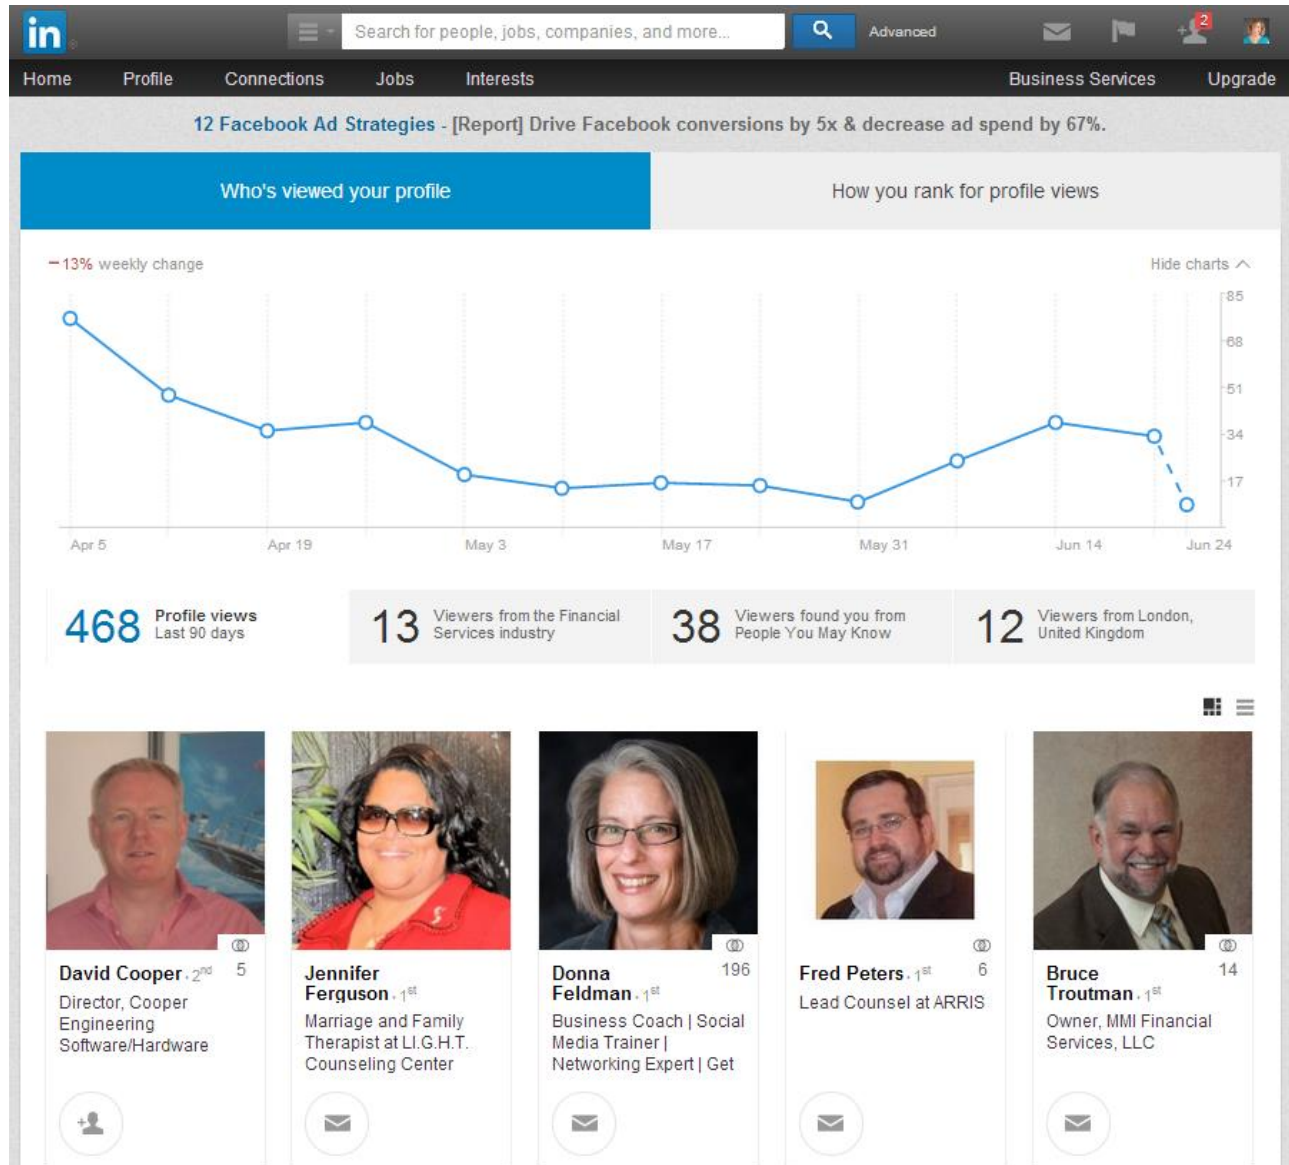 in
Search for people, jobs, companies, and more...
Advanced
2
Home Profile Connections Jobs Interests Business Services Upgrade
12 Facebook Ad Strategies - [Report] Drive Facebook conversions by 5x & decrease ad spend by 67%.
Who's viewed your profile
How you rank for profile views
−13% weekly change
Hide charts
85
68
51
34
17
Apr 5 Apr 19 May 3 May 17 May 31 Jun 14 Jun 24
468 Profile views
Last 90 days
13 Viewers from the Financial
Services industry
38 Viewers found you from
People You May Know
12 Viewers from London,
United Kingdom
David Cooper · 2nd 5
Director, Cooper
Engineering
Software/Hardware
Jennifer
Ferguson · 1st
Marriage and Family
Therapist at LI.G.H.T.
Counseling Center
Donna 196
Feldman · 1st
Business Coach | Social
Media Trainer |
Networking Expert | Get
Fred Peters · 1st 6
Lead Counsel at ARRIS
Bruce 14
Troutman · 1st
Owner, MMI Financial
Services, LLC